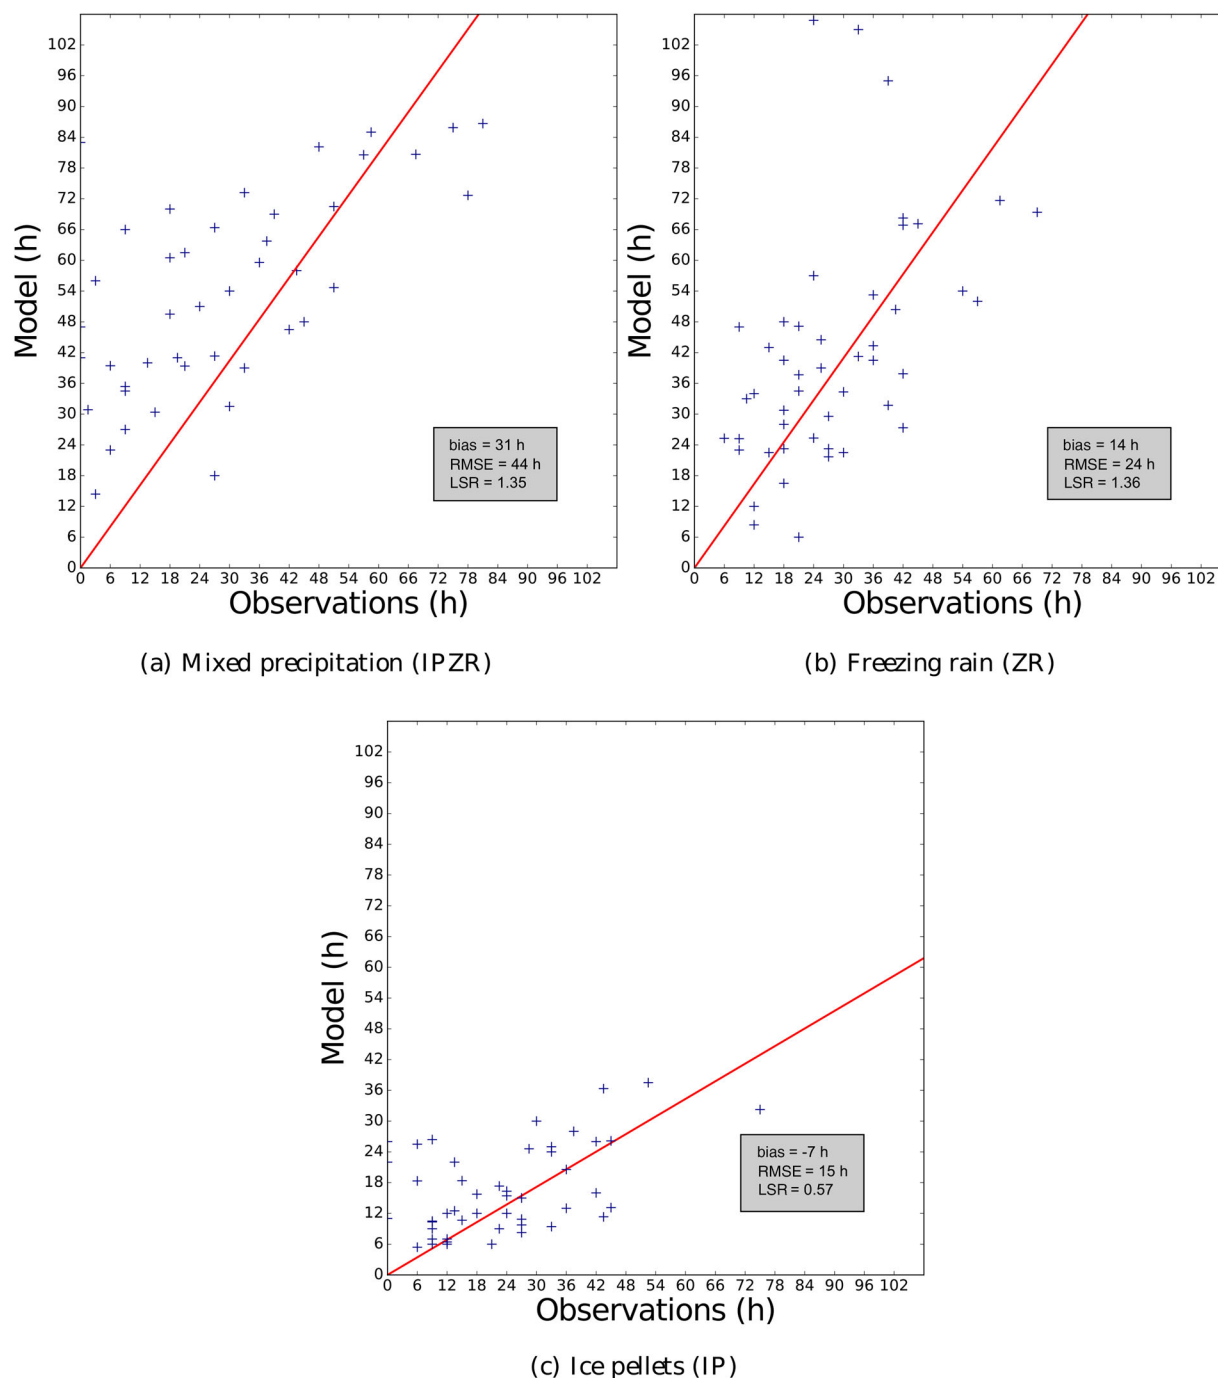 102
96
90
84
78
72
66
60
54
48
42
36
30
24
18
12
6
0
Model (h)
0 6 12 18 24 30 36 42 48 54 60 66 72 78 84 90 96 102
Observations (h)
bias = 31 h
RMSE = 44 h
LSR = 1.35
(a) Mixed precipitation (IPZR)
102
96
90
84
78
72
66
60
54
48
42
36
30
24
18
12
6
0
Model (h)
0 6 12 18 24 30 36 42 48 54 60 66 72 78 84 90 96 102
Observations (h)
bias = 14 h
RMSE = 24 h
LSR = 1.36
(b) Freezing rain (ZR)
102
96
90
84
78
72
66
60
54
48
42
36
30
24
18
12
6
0
Model (h)
0 6 12 18 24 30 36 42 48 54 60 66 72 78 84 90 96 102
Observations (h)
bias = -7 h
RMSE = 15 h
LSR = 0.57
(c) Ice pellets (IP)